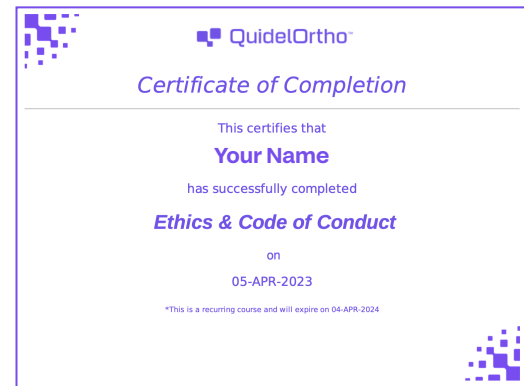 QuidelOrtho™
Certificate of Completion
This certifies that
Your Name
has successfully completed
Ethics & Code of Conduct
on
05-APR-2023
*This is a recurring course and will expire on 04-APR-2024